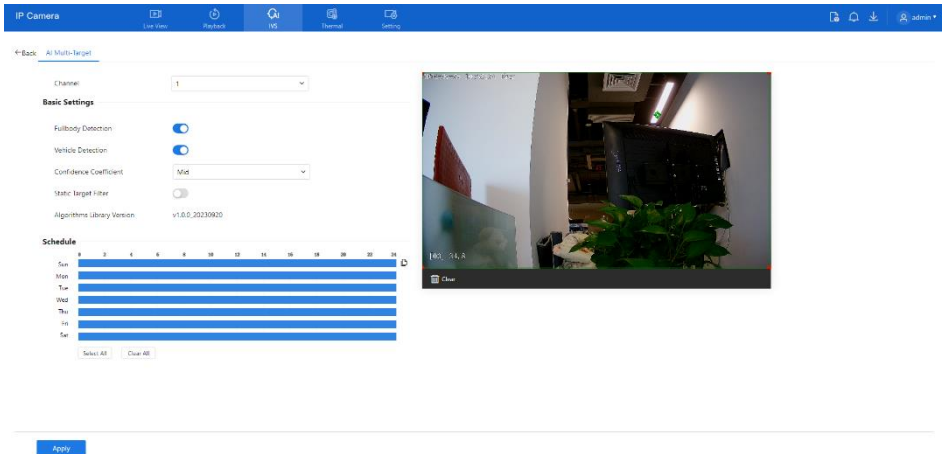 IP Camera
Live View
Playback
IVS
Thermal
Setting
admin
Back
AI Multi-Target
Channel
1
Basic Settings
Fullbody Detection
Vehicle Detection
Confidence Coefficient
Mid
Static Target Filter
Algorithms Library Version
v1.0.0_20230920
Schedule
0 2 4 6 8 10 12 14 16 18 20 22 24
Sun
Mon
Tue
Wed
Thu
Fri
Sat
Select All
Clear All
Clear
Apply